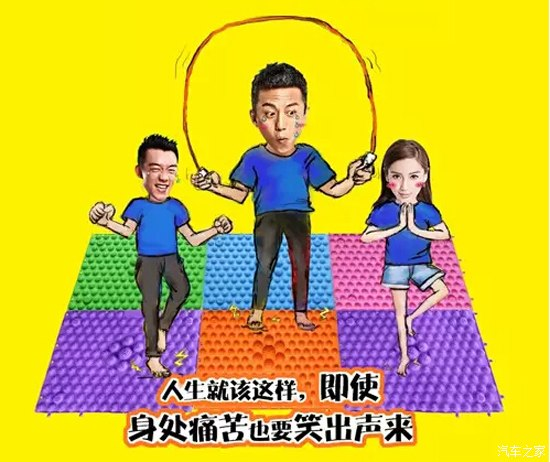 人生就该这样，即使
身处痛苦也要笑出声来
汽车之家